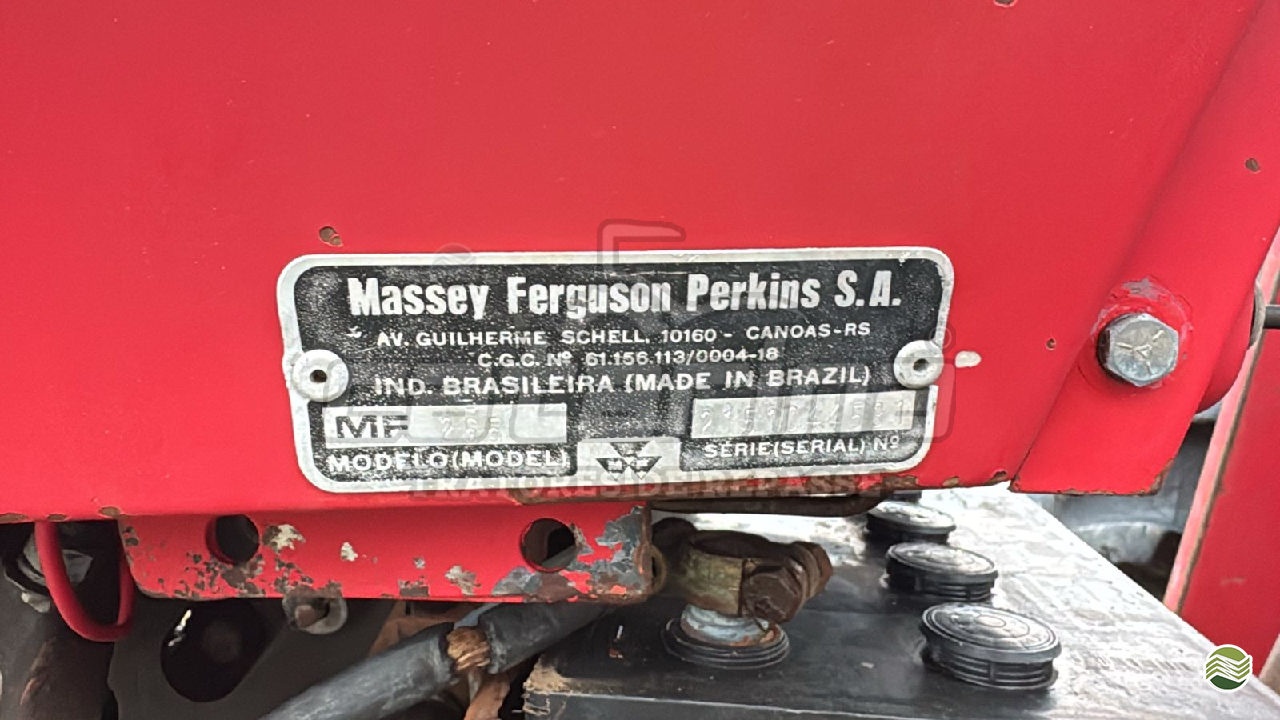 Massey Ferguson Perkins S.A.
AV. GUILHERME SCHELL, 10160 - CANOAS-RS
C.G.C. Nº 61.156.113/0004-18
IND. BRASILEIRA (MADE IN BRAZIL)
MF
MODELO (MODEL)
SÉRIE (SERIAL) Nº